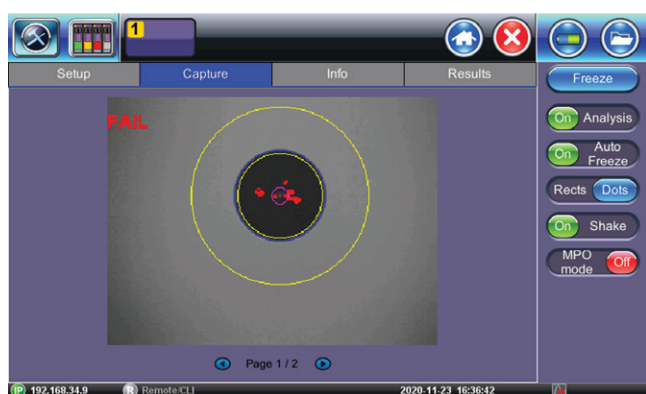 1
Setup
Capture
Info
Results
Freeze
FAIL
On Analysis
On Auto
Freeze
Rects Dots
On Shake
MPO
mode Off
Page 1 / 2
IP 192.168.34.9
R Remote/CLI
2020-11-23 16:36:42